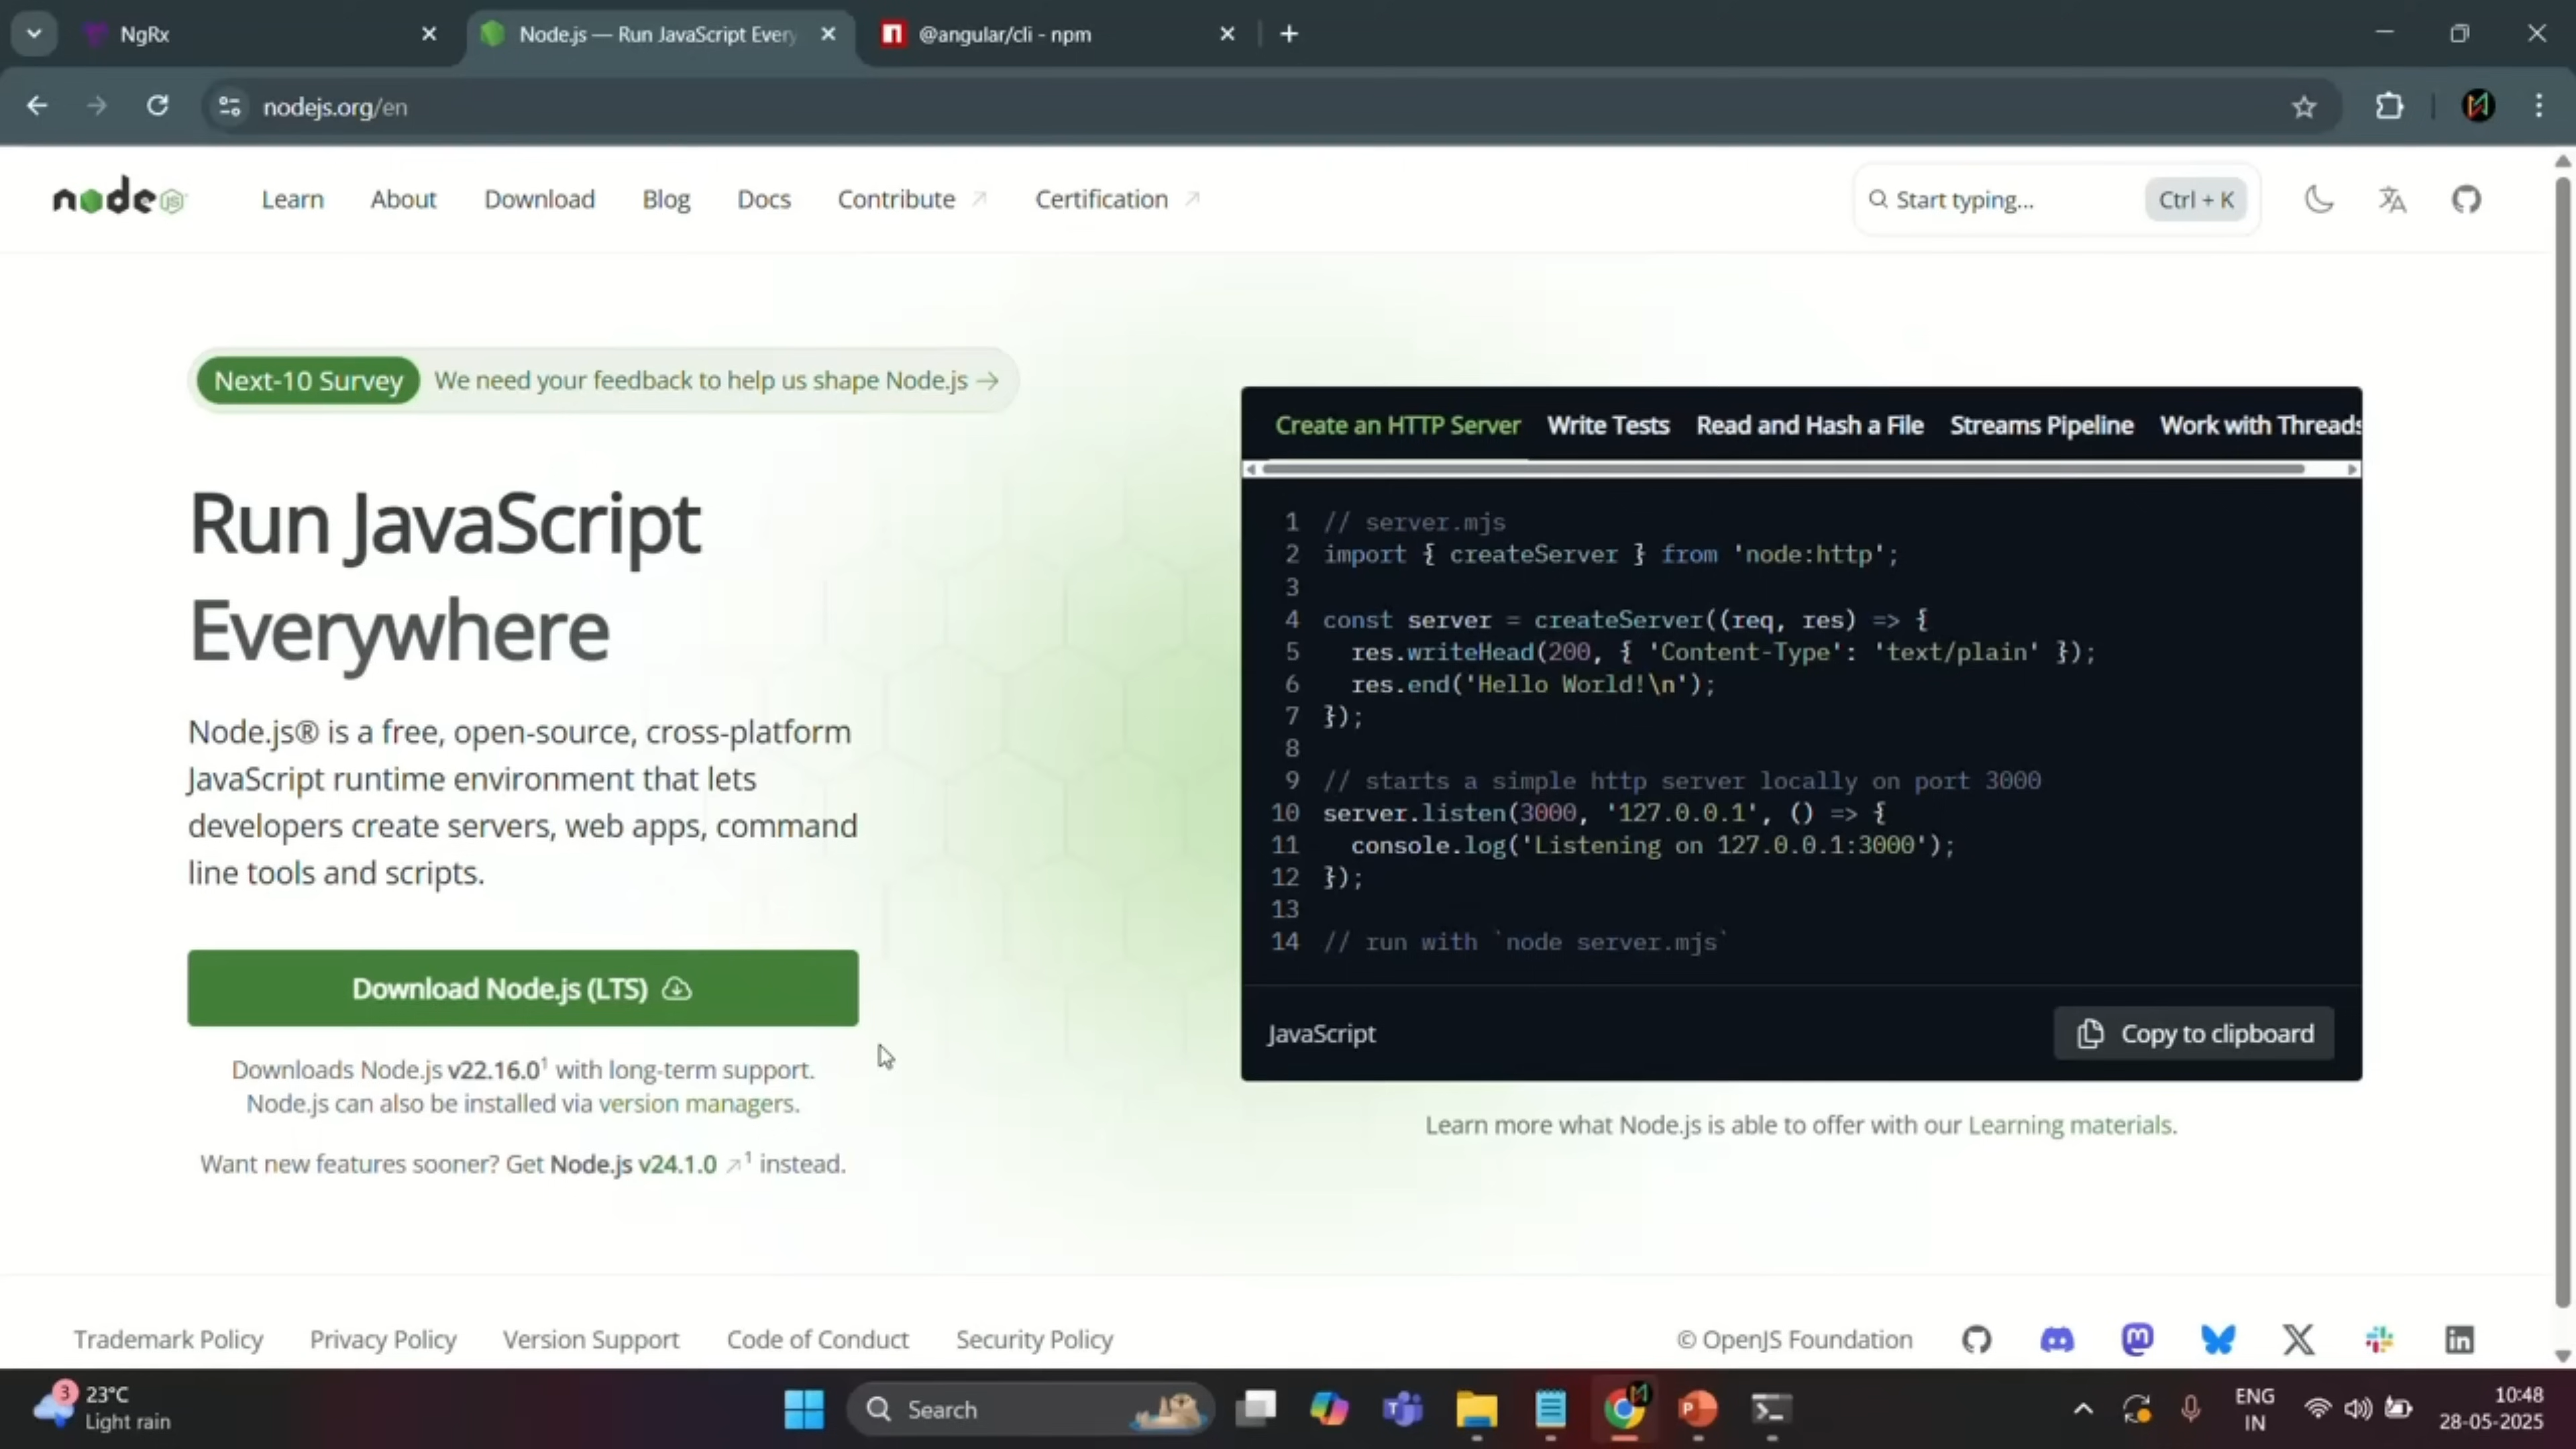 NgRx
Node.js — Run JavaScript Every
@angular/cli - npm
nodejs.org/en
node
JS
Learn
About
Download
Blog
Docs
Contribute
Certification
Start typing...
Ctrl + K
Next-10 Survey
We need your feedback to help us shape Node.js
Run JavaScript
Everywhere
Node.js® is a free, open-source, cross-platform
JavaScript runtime environment that lets
developers create servers, web apps, command
line tools and scripts.
Download Node.js (LTS)
Downloads Node.js v22.16.0¹ with long-term support.
Node.js can also be installed via version managers.
Want new features sooner? Get Node.js v24.1.0 ↗¹ instead.
Create an HTTP Server
Write Tests
Read and Hash a File
Streams Pipeline
Work with Threads
1 // server.mjs
2 import { createServer } from 'node:http';
3
4 const server = createServer((req, res) => {
5   res.writeHead(200, { 'Content-Type': 'text/plain' });
6   res.end('Hello World!\n');
7 });
8
9 // starts a simple http server locally on port 3000
10 server.listen(3000, '127.0.0.1', () => {
11   console.log('Listening on 127.0.0.1:3000');
12 });
13
14 // run with `node server.mjs`
JavaScript
Copy to clipboard
Learn more what Node.js is able to offer with our Learning materials.
Trademark Policy
Privacy Policy
Version Support
Code of Conduct
Security Policy
© OpenJS Foundation
3
23°C
Light rain
Search
ENG
IN
10:48
28-05-2025